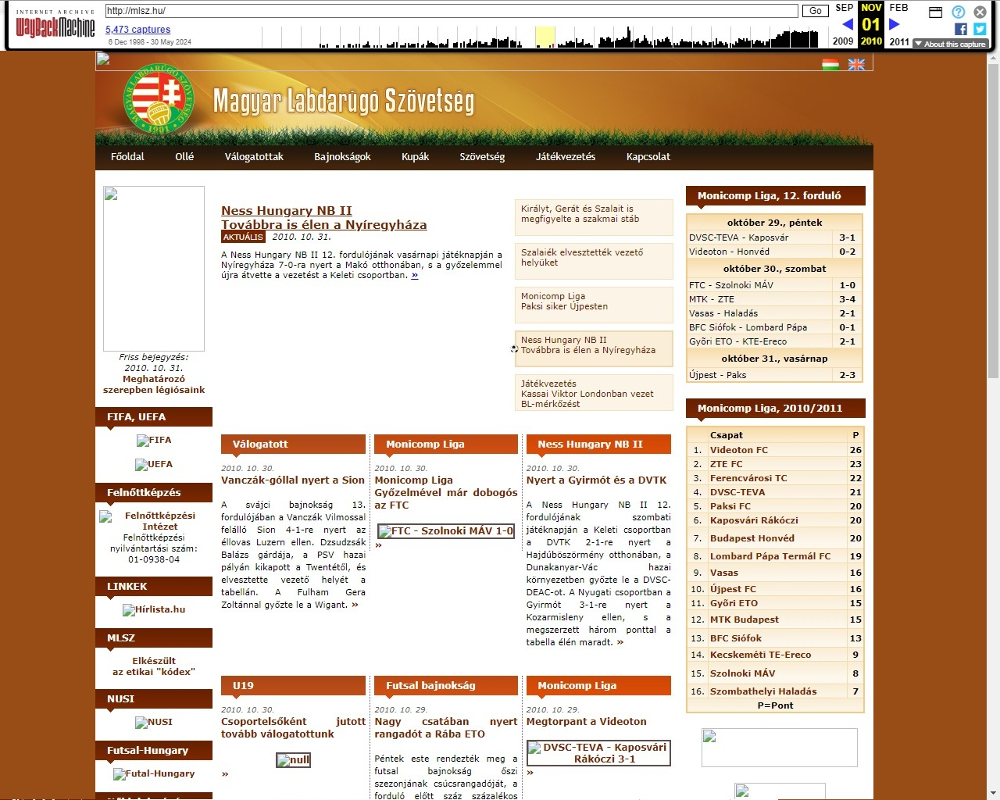 INTERNET ARCHIVE
WayBackMachine
http://mlsz.hu/
Go
5,473 captures
6 Dec 1998 - 30 May 2024
SEP NOV FEB
01
2009 2010 2011
About this capture
MAGYAR LABDARÚGÓ SZÖVETSÉG
1901
Magyar Labdarúgó Szövetség
Főoldal Ollé Válogatottak Bajnokságok Kupák Szövetség Játékvezetés Kapcsolat
Friss bejegyzés:
2010. 10. 31.
Meghatározó
szerepben légiósaink
FIFA, UEFA
FIFA
UEFA
Felnőttképzés
Felnőttképzési
Intézet
Felnőttképzési
nyilvántartási szám:
01-0938-04
LINKEK
Hírlista.hu
MLSZ
Elkészült
az etikai "kódex"
NUSI
NUSI
Futsal-Hungary
Futal-Hungary
Ness Hungary NB II
Továbbra is élen a Nyíregyháza
AKTUÁLIS 2010. 10. 31.
A Ness Hungary NB II 12. fordulójának vasárnapi játéknapján a
Nyíregyháza 7-0-ra nyert a Makó otthonában, s a győzelemmel
újra átvette a vezetést a Keleti csoportban. »
Királyt, Gerát és Szalait is
megfigyelte a szakmai stáb
Szalaiék elvesztették vezető
helyüket
Monicomp Liga
Paksi siker Újpesten
Ness Hungary NB II
Továbbra is élen a Nyíregyháza
Játékvezetés
Kassai Viktor Londonban vezet
BL-mérkőzést
Válogatott
2010. 10. 30.
Vanczák-góllal nyert a Sion
A svájci bajnokság 13.
fordulójában a Vanczák Vilmossal
felálló Sion 4-1-re nyert az
éllovas Luzern ellen. Dzsudzsák
Balázs gárdája, a PSV hazai
pályán kikapott a Twentétől, és
elvesztette vezető helyét a
tabellán. A Fulham Gera
Zoltánnal győzte le a Wigant. »
Monicomp Liga
2010. 10. 30.
Monicomp Liga
Győzelmével már dobogós
az FTC
FTC - Szolnoki MÁV 1-0
»
Ness Hungary NB II
2010. 10. 30.
Nyert a Gyirmót és a DVTK
A Ness Hungary NB II 12.
fordulójának szombati
játéknapján a Keleti csoportban
a DVTK 2-1-re nyert a
Hajdúböszörmény otthonában, a
Dunakanyar-Vác hazai
környezetben győzte le a DVSC-
DEAC-ot. A Nyugati csoportban a
Gyirmót 3-1-re nyert a
Kozarmisleny ellen, s a
megszerzett három ponttal a
tabella élén maradt. »
U19
2010. 10. 30.
Csoportelsőként jutott
tovább válogatottunk
null
»
Futsal bajnokság
2010. 10. 29.
Nagy csatában nyert
rangadót a Rába ETO
Péntek este rendezték meg a
futsal bajnokság őszi
szezonjának csúcsrangadóját, a
forduló előtt száz százalékos
Monicomp Liga
2010. 10. 29.
Megtorpant a Videoton
DVSC-TEVA - Kaposvári
Rákóczi 3-1
»
Monicomp Liga, 12. forduló
október 29., péntek
DVSC-TEVA - Kaposvár 3-1
Videoton - Honvéd 0-2
október 30., szombat
FTC - Szolnoki MÁV 1-0
MTK - ZTE 3-4
Vasas - Haladás 2-1
BFC Siófok - Lombard Pápa 0-1
Győri ETO - KTE-Ereco 2-1
október 31., vasárnap
Újpest - Paks 2-3
Monicomp Liga, 2010/2011
Csapat P
1. Videoton FC 26
2. ZTE FC 23
3. Ferencvárosi TC 22
4. DVSC-TEVA 21
5. Paksi FC 20
6. Kaposvári Rákóczi 20
7. Budapest Honvéd 20
8. Lombard Pápa Termál FC 19
9. Vasas 16
10. Újpest FC 16
11. Győri ETO 15
12. MTK Budapest 15
13. BFC Siófok 13
14. Kecskeméti TE-Ereco 9
15. Szolnoki MÁV 8
16. Szombathelyi Haladás 7
P=Pont